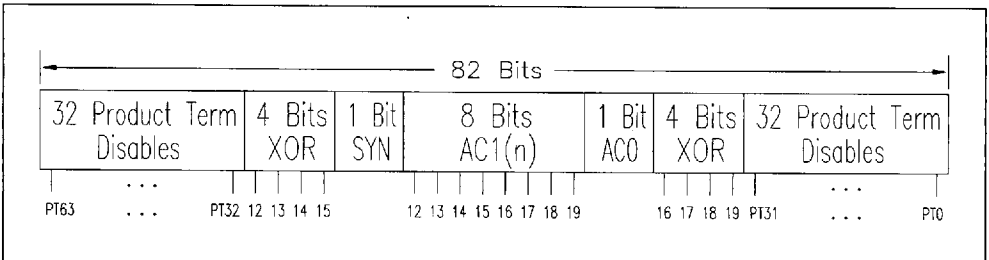 82 Bits
32 Product Term 4 Bits 1 Bit 8 Bits 1 Bit 4 Bits 32 Product Term
Disables XOR SYN AC1(n) AC0 XOR Disables
... ...
PT63 ... PT32 12 13 14 15 12 13 14 15 16 17 18 19 16 17 18 19 PT31 ... PT0